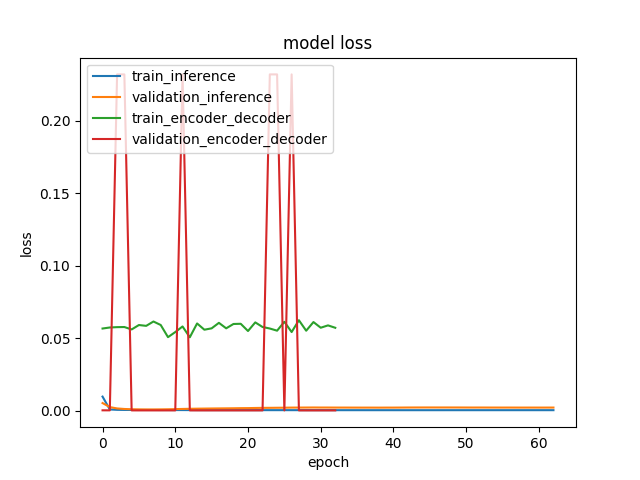 model loss
train_inference
validation_inference
train_encoder_decoder
validation_encoder_decoder
0.20
0.15
0.10
0.05
0.00
loss
0 10 20 30 40 50 60
epoch